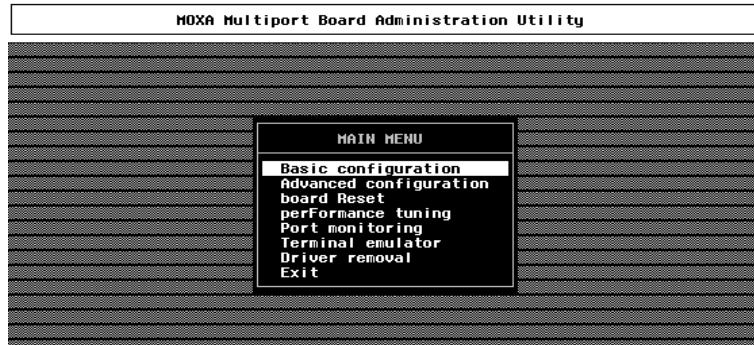 MOXA Multiport Board Administration Utility
MAIN MENU
Basic configuration
Advanced configuration
board Reset
perFormance tuning
Port monitoring
Terminal emulator
Driver removal
Exit